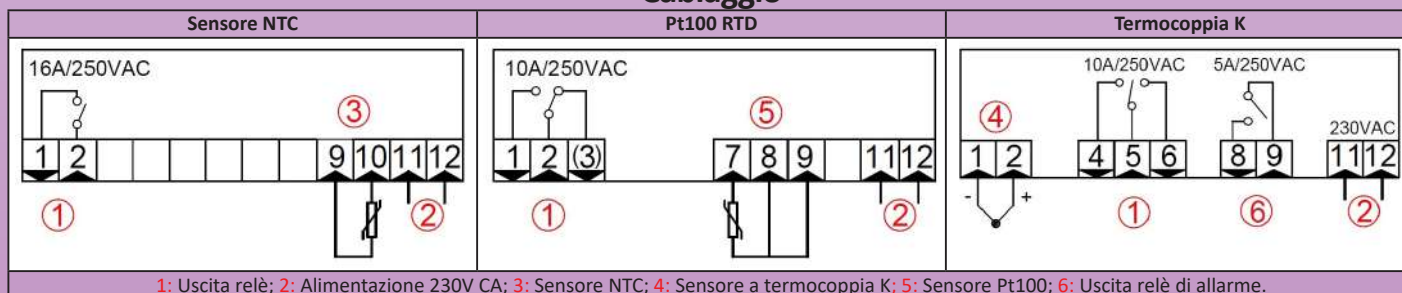 Cablaggio
Sensore NTC
Pt100 RTD
Termocoppia K
16A/250VAC
3
1 2 9 10 11 12
1 2
10A/250VAC
5
1 2 (3) 7 8 9 11 12
1 2
10A/250VAC 5A/250VAC
4
230VAC
1 2 4 5 6 8 9 11 12
- +
1 6 2
1: Uscita relè; 2: Alimentazione 230V CA; 3: Sensore NTC; 4: Sensore a termocoppia K; 5: Sensore Pt100; 6: Uscita relè di allarme.